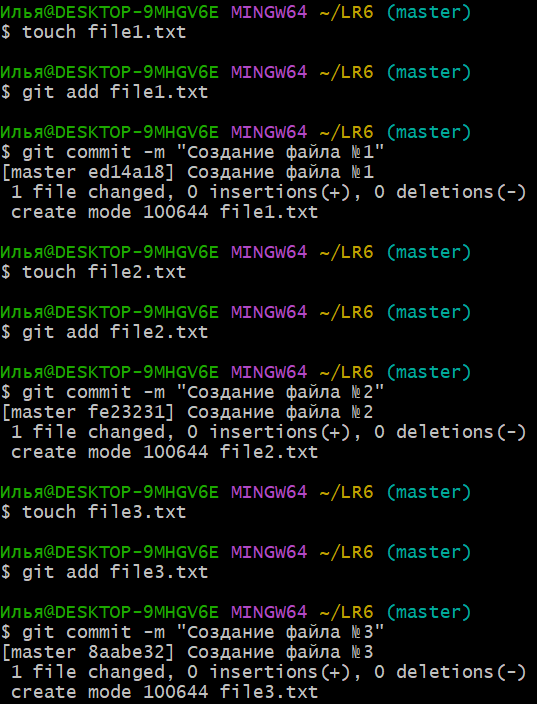 Илья@DESKTOP-9MHGV6E MINGW64 ~/LR6 (master)
$ touch file1.txt
Илья@DESKTOP-9MHGV6E MINGW64 ~/LR6 (master)
$ git add file1.txt
Илья@DESKTOP-9MHGV6E MINGW64 ~/LR6 (master)
$ git commit -m "Создание файла №1"
[master ed14a18] Создание файла №1
1 file changed, 0 insertions(+), 0 deletions(-)
create mode 100644 file1.txt
Илья@DESKTOP-9MHGV6E MINGW64 ~/LR6 (master)
$ touch file2.txt
Илья@DESKTOP-9MHGV6E MINGW64 ~/LR6 (master)
$ git add file2.txt
Илья@DESKTOP-9MHGV6E MINGW64 ~/LR6 (master)
$ git commit -m "Создание файла №2"
[master fe23231] Создание файла №2
1 file changed, 0 insertions(+), 0 deletions(-)
create mode 100644 file2.txt
Илья@DESKTOP-9MHGV6E MINGW64 ~/LR6 (master)
$ touch file3.txt
Илья@DESKTOP-9MHGV6E MINGW64 ~/LR6 (master)
$ git add file3.txt
Илья@DESKTOP-9MHGV6E MINGW64 ~/LR6 (master)
$ git commit -m "Создание файла №3"
[master 8aabe32] Создание файла №3
1 file changed, 0 insertions(+), 0 deletions(-)
create mode 100644 file3.txt